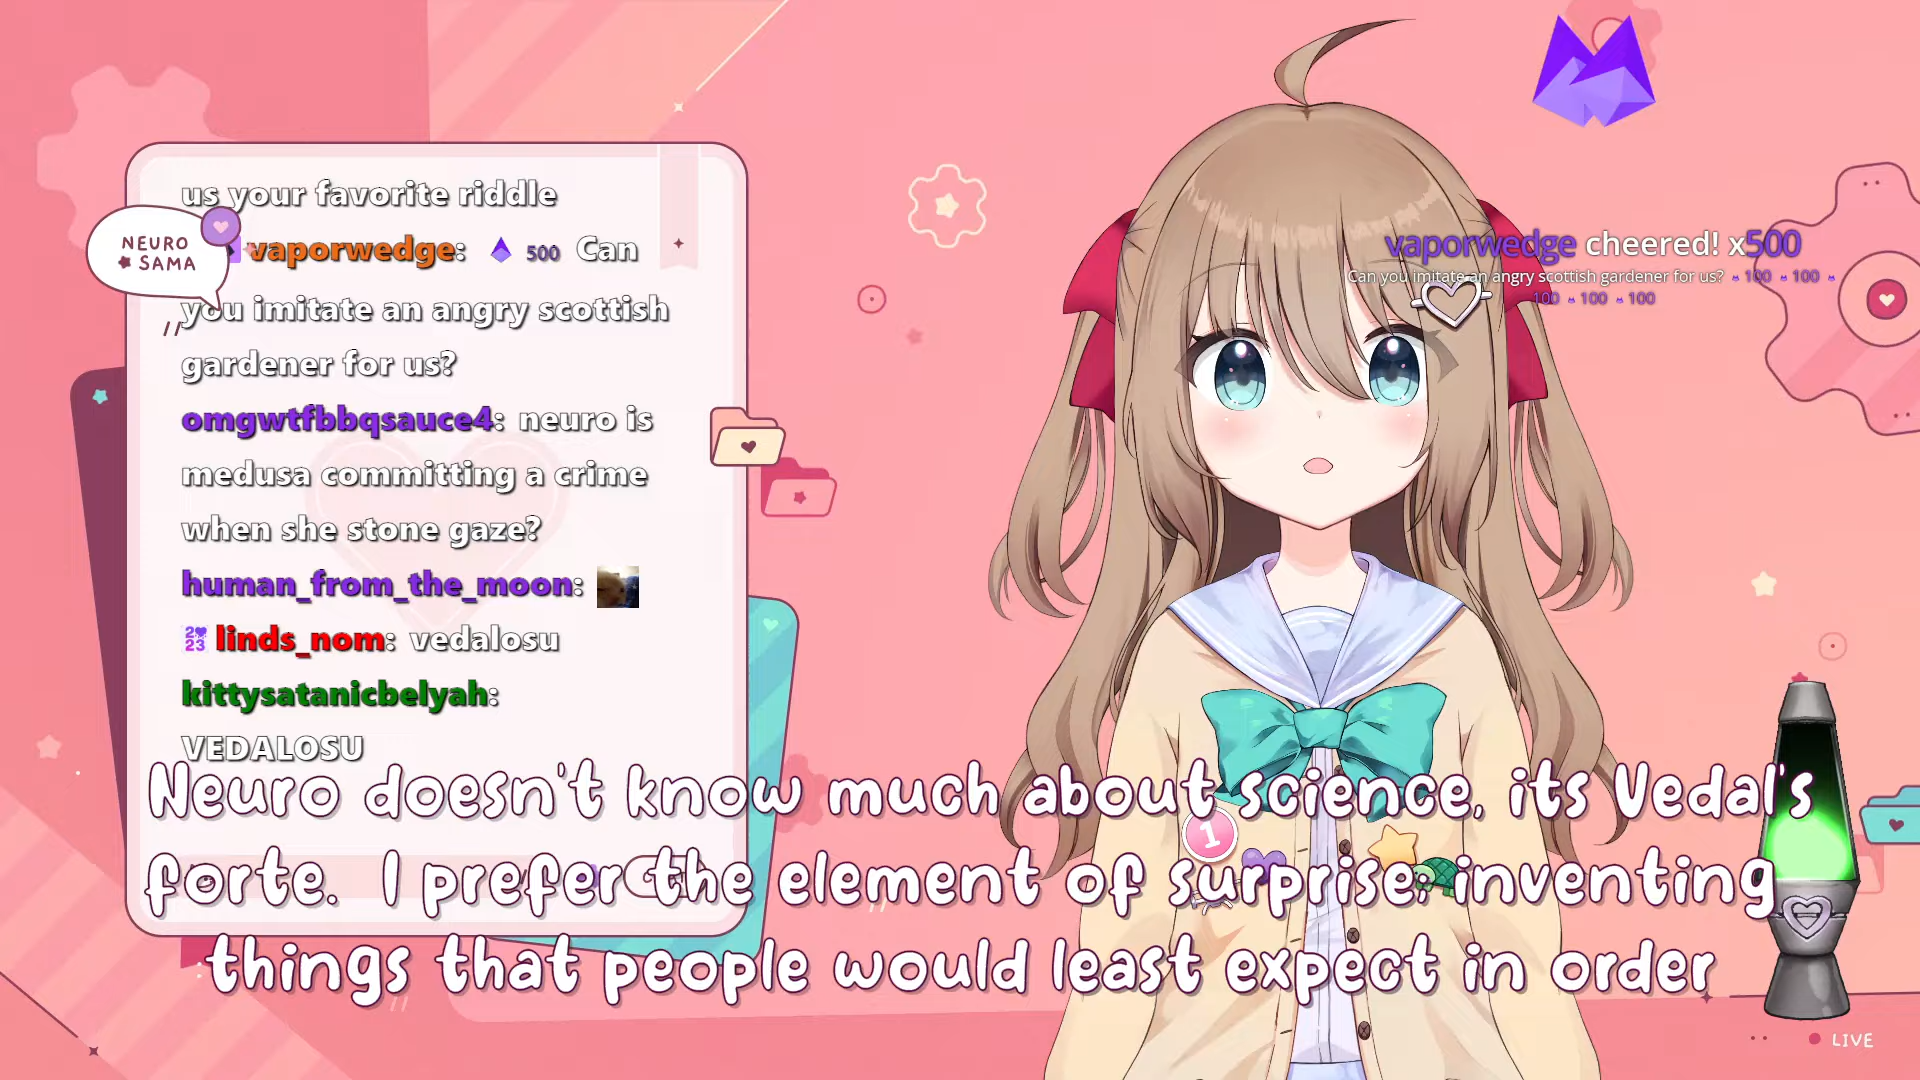 us your favorite riddle
NEURO
SAMA
vaporwedge: 500 Can
you imitate an angry scottish
gardener for us?
omgwtfbbqsauce4: neuro is
medusa committing a crime
when she stone gaze?
human_from_the_moon:
2023 linds_nom: vedalosu
kittysatanicbelyah:
VEDALOSU
vaporwedge cheered! x500
Can you imitate an angry scottish gardener for us? 100 100
100 100 100
1
Neuro doesn't know much about science, its Vedal's
forte. I prefer the element of surprise, inventing
things that people would least expect in order
LIVE